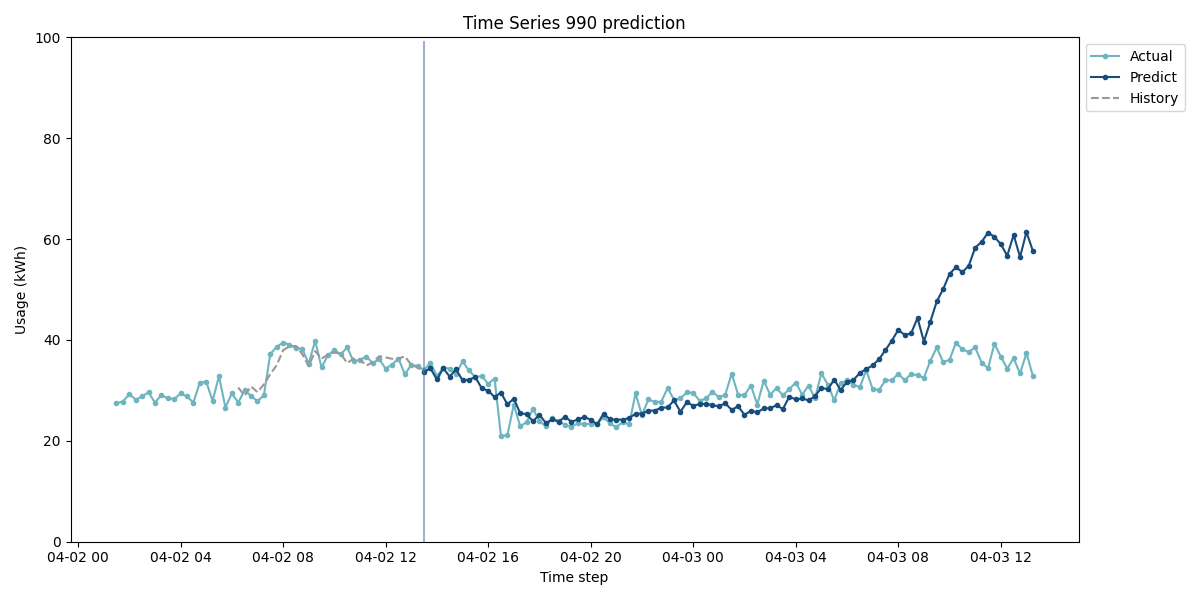 Time Series 990 prediction
Usage (kWh)
100
80
60
40
20
0
04-02 00
04-02 04
04-02 08
04-02 12
04-02 16
04-02 20
04-03 00
04-03 04
04-03 08
04-03 12
Time step
Actual
Predict
History